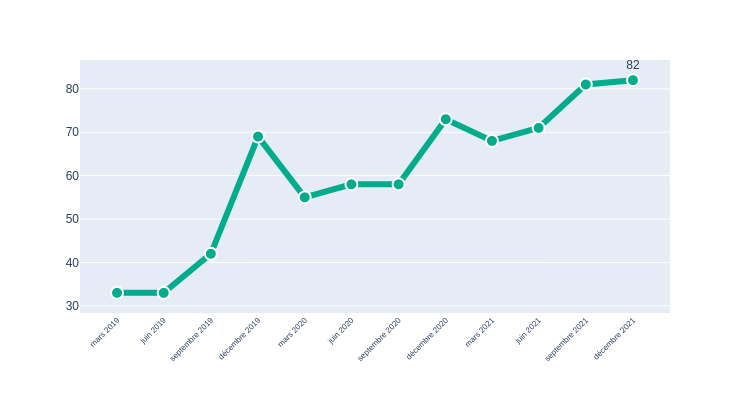 82
80
70
60
50
40
30
mars 2019
juin 2019
septembre 2019
décembre 2019
mars 2020
juin 2020
septembre 2020
décembre 2020
mars 2021
juin 2021
septembre 2021
décembre 2021